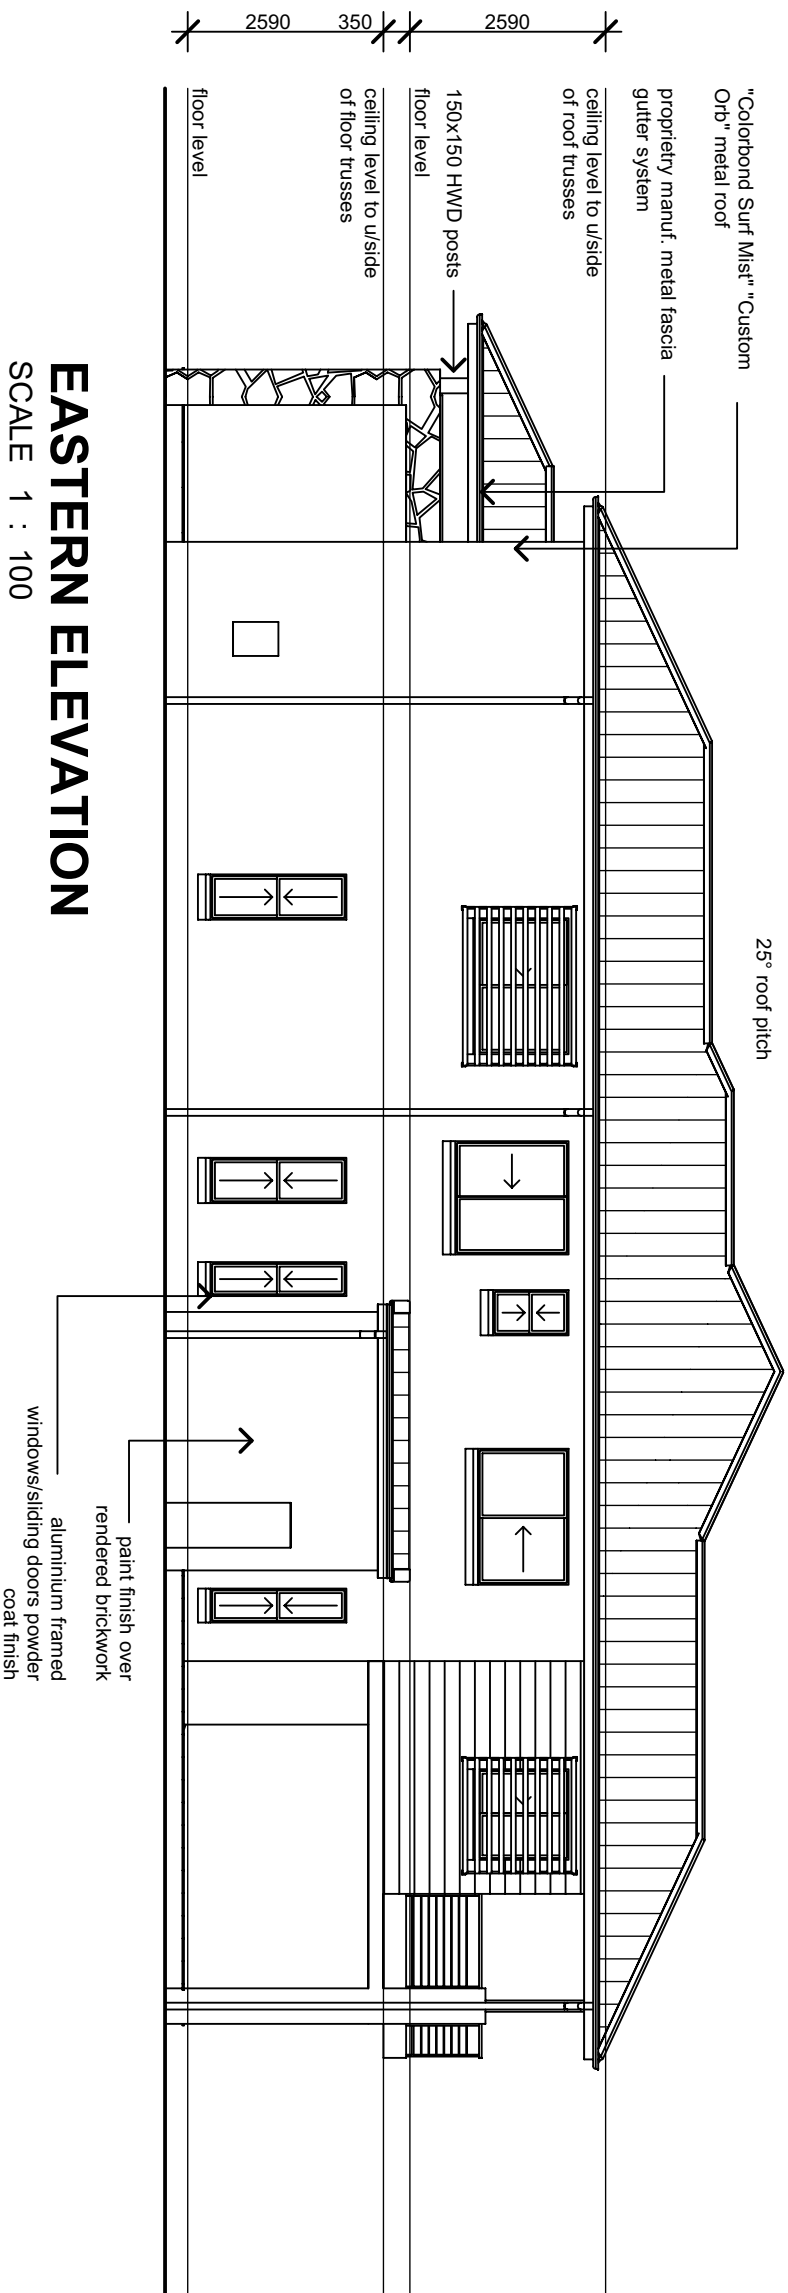 "Colorbond Surf Mist" "Custom
Orb" metal roof
proprietry manuf. metal fascia
gutter system
ceiling level to u/side
of roof trusses
150x150 HWD posts
floor level
ceiling level to u/side
of floor trusses
floor level
2590
350
2590
25° roof pitch
paint finish over
rendered brickwork
aluminium framed
windows/sliding doors powder
coat finish
EASTERN ELEVATION
SCALE 1 : 100